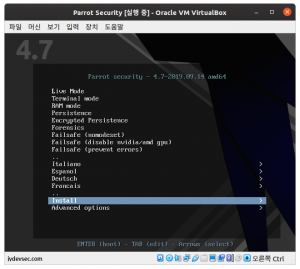 Parrot Security [실행 중] - Oracle VM VirtualBox
파일 머신 보기 입력 장치 도움말
4.7
Parrot security - 4.7-2019.09.14 amd64
Live Mode
Terminal mode
RAM mode
Persistence
Encrypted Persistence
Forensics
Failsafe (nomodeset)
Failsafe (disable nvidia/amd gpu)
Failsafe (prevent errors)
..
Italiano >
Espanol >
Deutsch >
Francais >
..
Install >
Advanced options >
ENTER (boot) - TAB (edit) - Arrows (select)
jydevsec.com
오른쪽 Ctrl